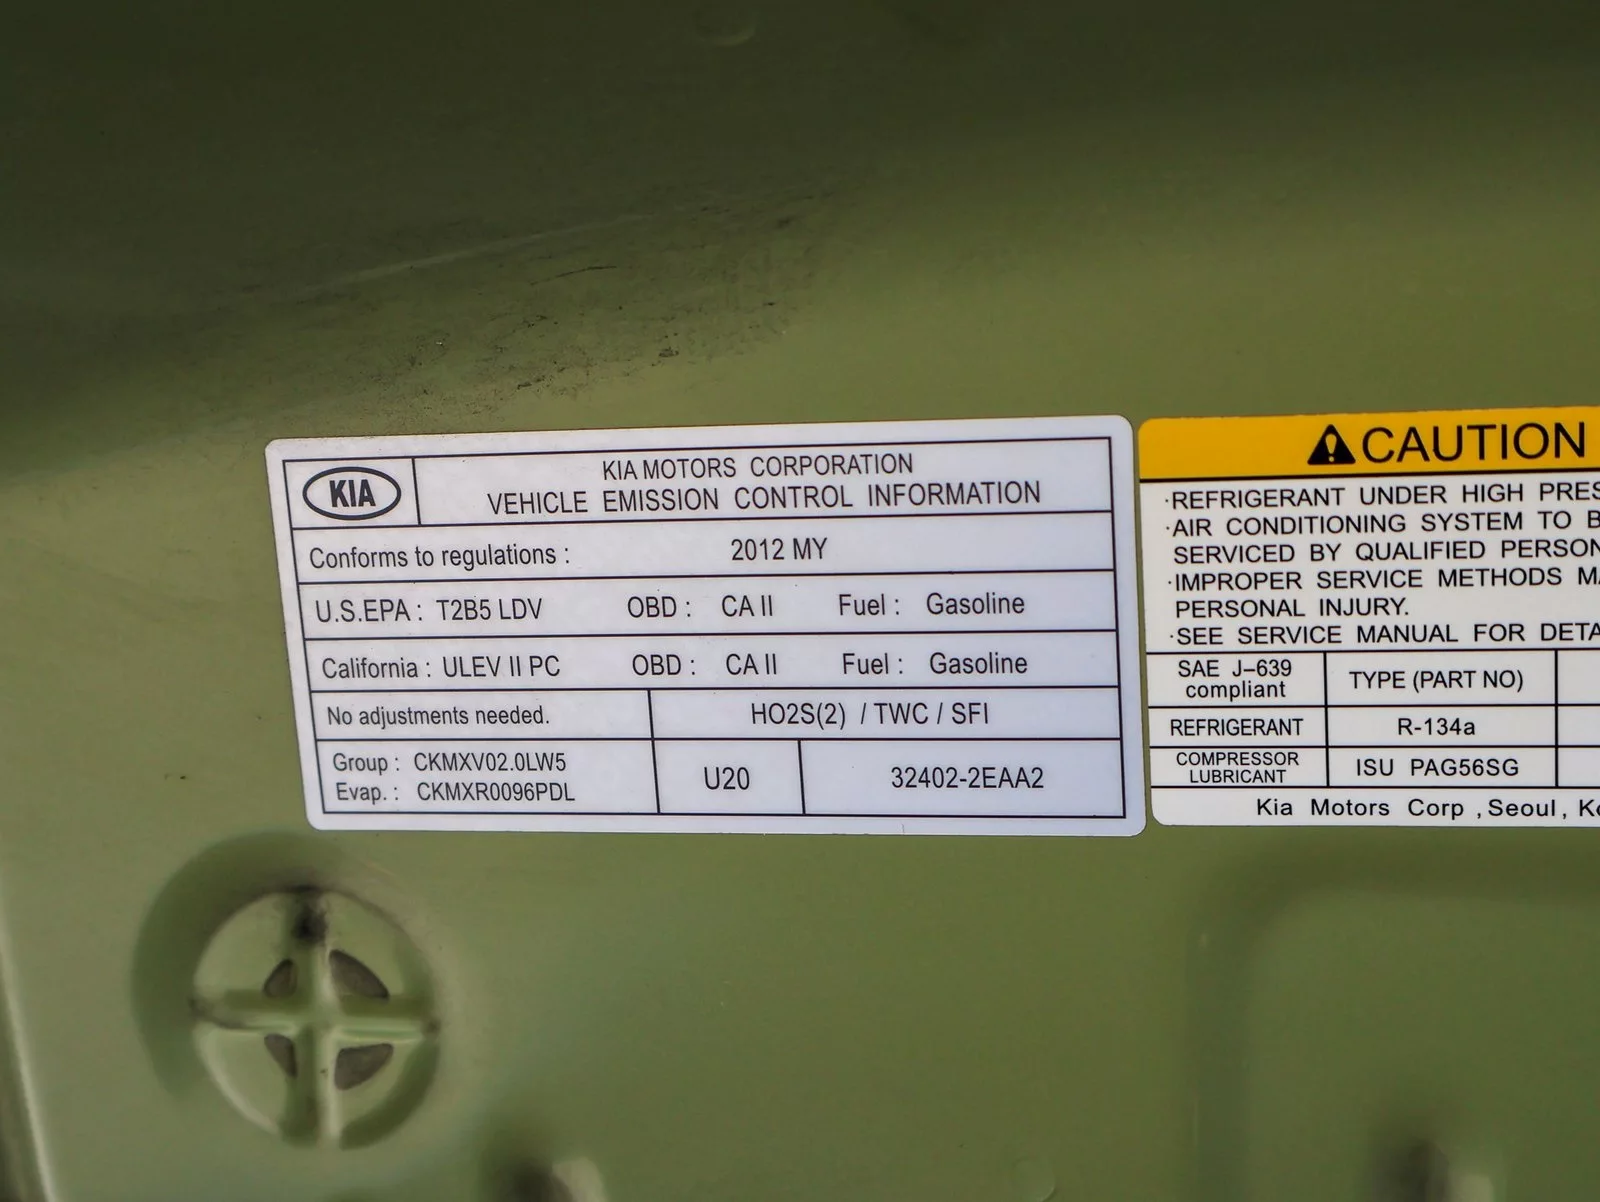 KIA
KIA MOTORS CORPORATION
VEHICLE EMISSION CONTROL INFORMATION
Conforms to regulations : 2012 MY
U.S.EPA : T2B5 LDV OBD : CA II Fuel : Gasoline
California : ULEV II PC OBD : CA II Fuel : Gasoline
No adjustments needed. HO2S(2) / TWC / SFI
Group : CKMXV02.0LW5
Evap. : CKMXR0096PDL
U20 32402-2EAA2
CAUTION
·REFRIGERANT UNDER HIGH PRES
·AIR CONDITIONING SYSTEM TO B
SERVICED BY QUALIFIED PERSON
·IMPROPER SERVICE METHODS MA
PERSONAL INJURY.
·SEE SERVICE MANUAL FOR DETA
SAE J-639
compliant
TYPE (PART NO)
REFRIGERANT R-134a
COMPRESSOR
LUBRICANT
ISU PAG56SG
Kia Motors Corp , Seoul , Ko